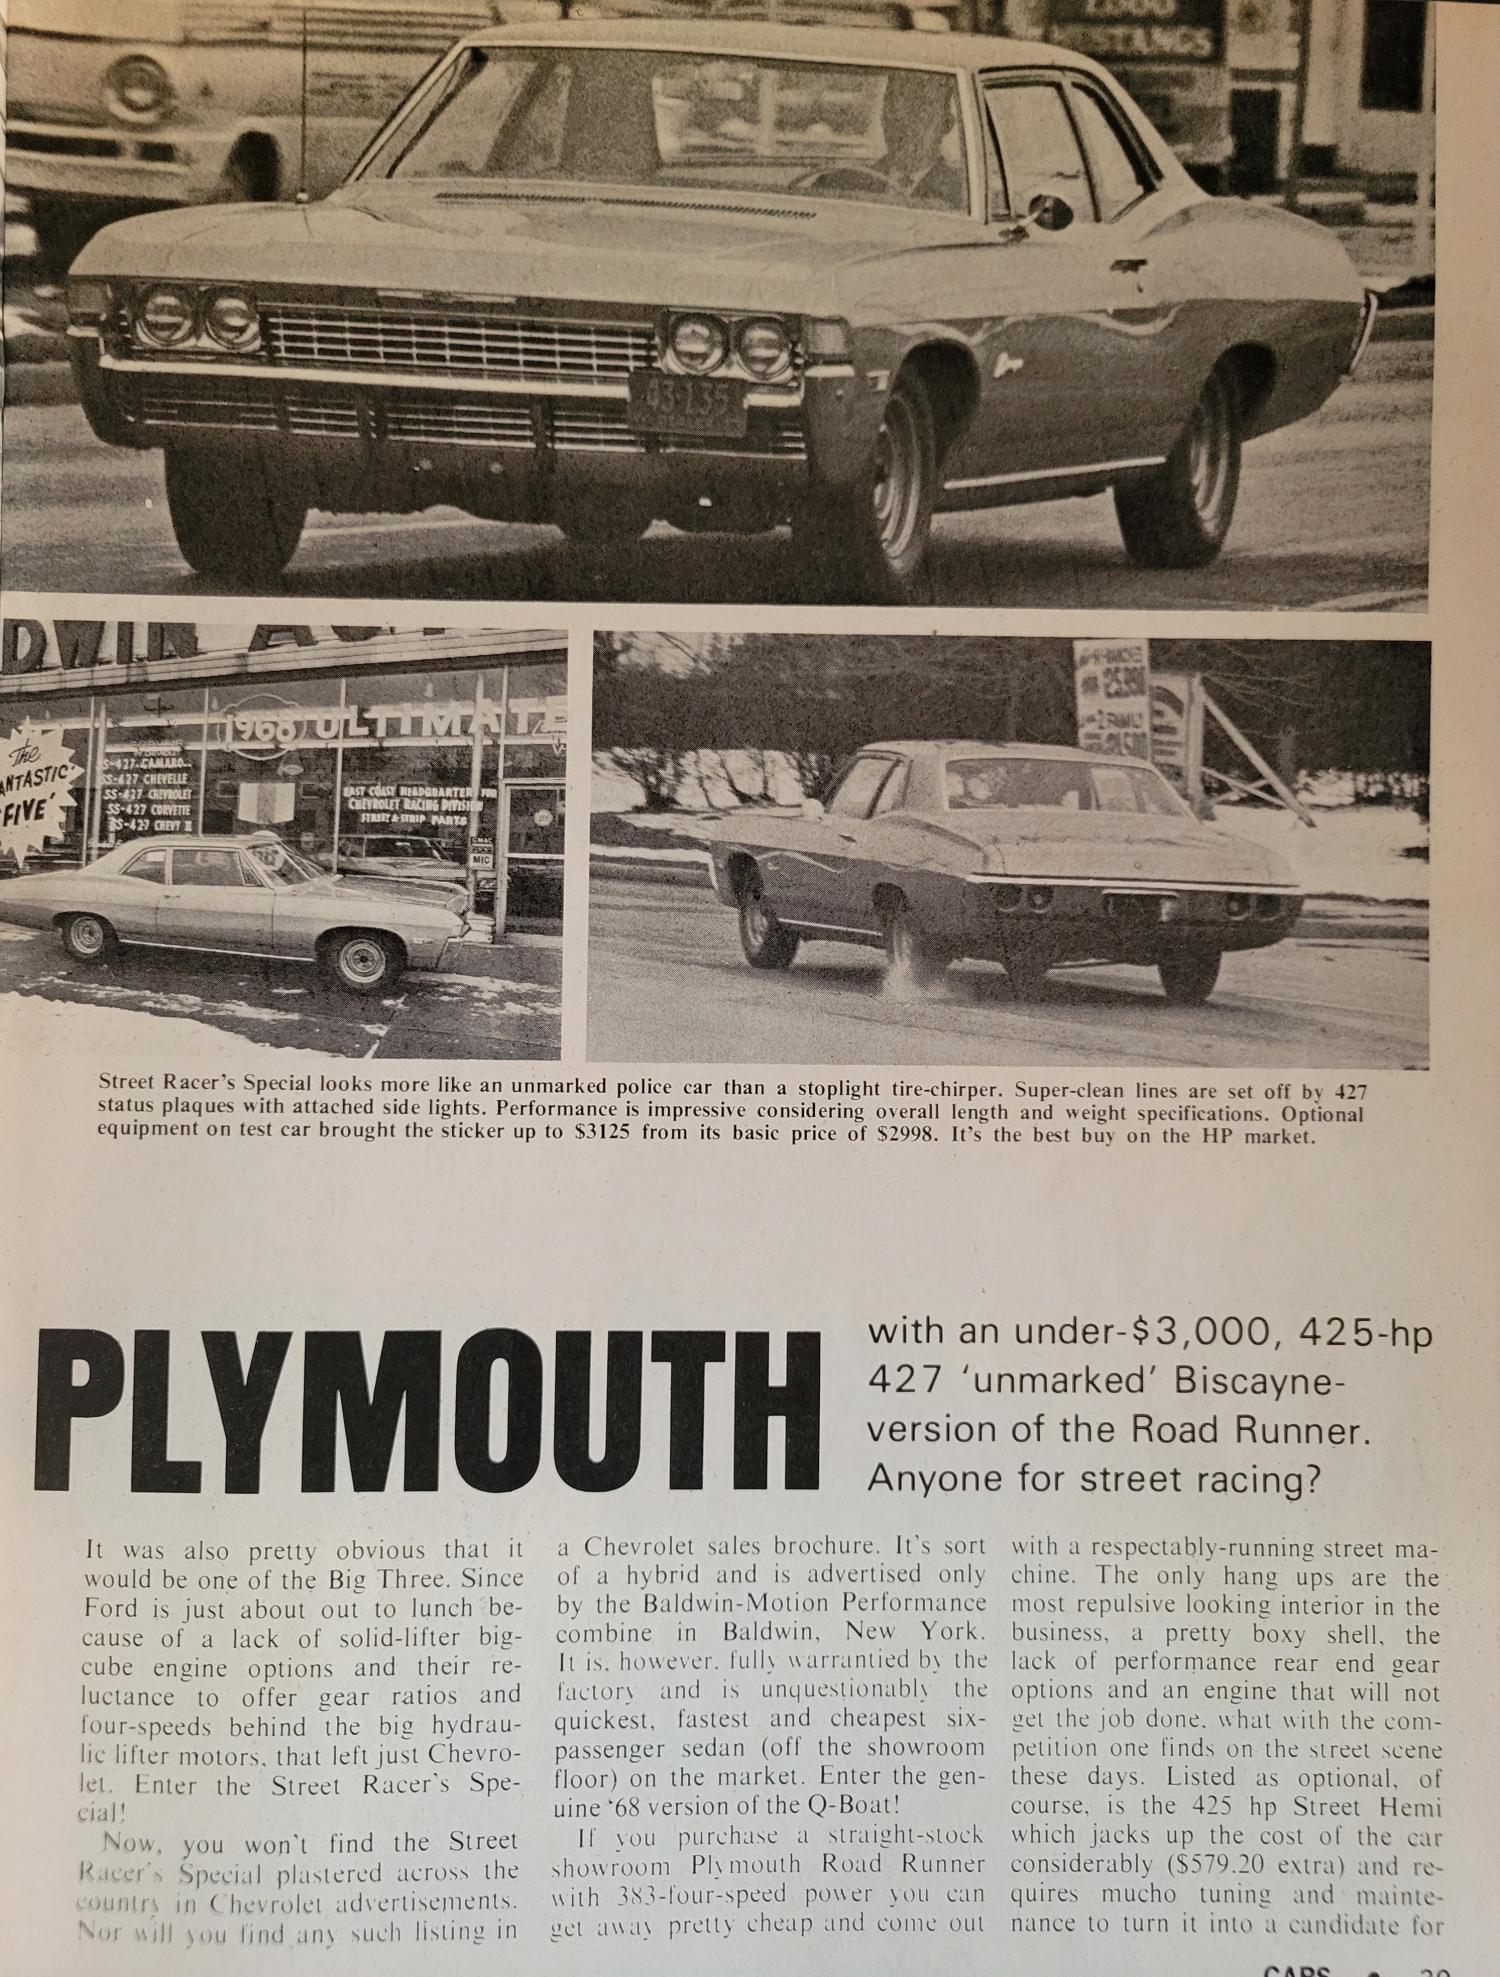 MUSTANGS
43-135
DWIN AUT
1968 ULTIMATE
The
ANTASTIC
FIVE'
SS-427 CAMARO
SS-427 CHEVELLE
SS-427 CHEVROLET
SS-427 CORVETTE
SS-427 CHEVY II
EAST COAST HEADQUARTERS FOR
CHEVROLET RACING DIVISION
STREET & STRIP PARTS
MIC
Street Racer's Special looks more like an unmarked police car than a stoplight tire-chirper. Super-clean lines are set off by 427
status plaques with attached side lights. Performance is impressive considering overall length and weight specifications. Optional
equipment on test car brought the sticker up to $3125 from its basic price of $2998. It's the best buy on the HP market.
PLYMOUTH
with an under-$3,000, 425-hp
427 'unmarked' Biscayne-
version of the Road Runner.
Anyone for street racing?
It was also pretty obvious that it
would be one of the Big Three. Since
Ford is just about out to lunch be-
cause of a lack of solid-lifter big-
cube engine options and their re-
luctance to offer gear ratios and
four-speeds behind the big hydrau-
lic lifter motors, that left just Chevro-
let. Enter the Street Racer's Spe-
cial!
Now, you won't find the Street
Racer's Special plastered across the
country in Chevrolet advertisements.
Nor will you find any such listing in
a Chevrolet sales brochure. It's sort
of a hybrid and is advertised only
by the Baldwin-Motion Performance
combine in Baldwin, New York.
It is, however, fully warrantied by the
factory and is unquestionably the
quickest, fastest and cheapest six-
passenger sedan (off the showroom
floor) on the market. Enter the gen-
uine '68 version of the Q-Boat!
If you purchase a straight-stock
showroom Plymouth Road Runner
with 383-four-speed power you can
get away pretty cheap and come out
with a respectably-running street ma-
chine. The only hang ups are the
most repulsive looking interior in the
business, a pretty boxy shell, the
lack of performance rear end gear
options and an engine that will not
get the job done, what with the com-
petition one finds on the street scene
these days. Listed as optional, of
course, is the 425 hp Street Hemi
which jacks up the cost of the car
considerably ($579.20 extra) and re-
quires mucho tuning and mainte-
nance to turn it into a candidate for
CARS